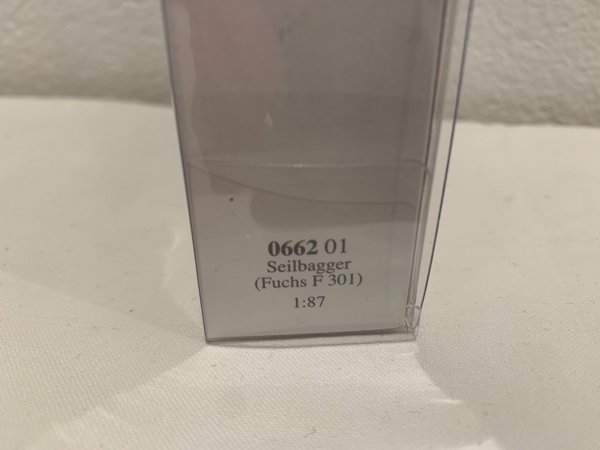 0662 01
Seilbagger
(Fuchs F 301)
1:87